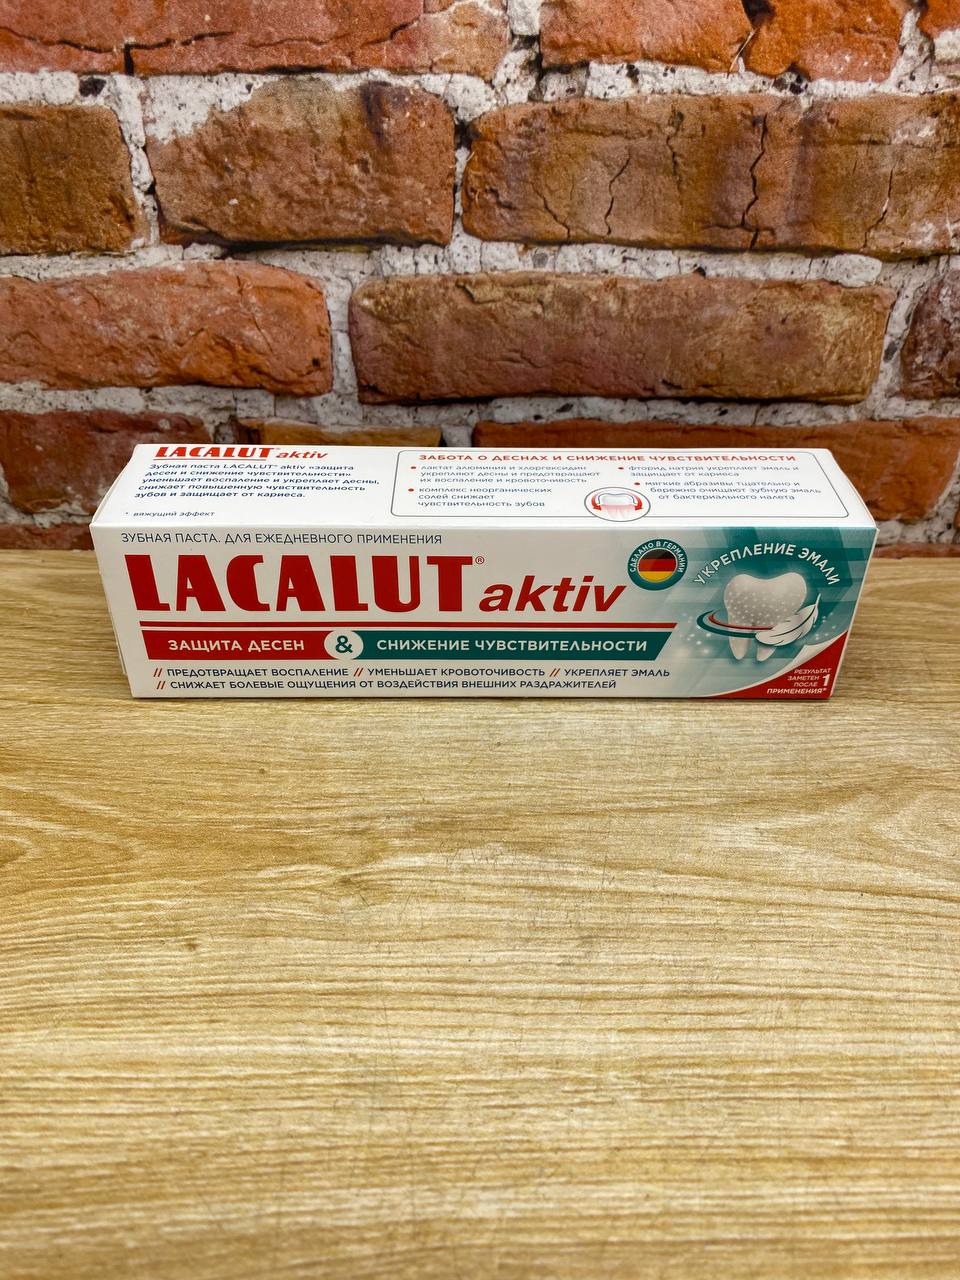 LACALUT aktiv
Зубная паста LACALUT® aktiv «защита
десен и снижение чувствительности»
уменьшает воспаление и укрепляет десны,
снижает повышенную чувствительность
зубов и защищает от кариеса.
* вяжущий эффект
ЗАБОТА О ДЕСНАХ И СНИЖЕНИЕ ЧУВСТВИТЕЛЬНОСТИ
• лактат алюминия и хлоргексидин
укрепляют десны и предотвращают
их воспаление и кровоточивость
• комплекс неорганических
солей снижает
чувствительность зубов
• фторид натрия укрепляет эмаль и
защищает от кариеса
• мягкие абразивы тщательно и
бережно очищают зубную эмаль
от бактериального налета
ЗУБНАЯ ПАСТА. ДЛЯ ЕЖЕДНЕВНОГО ПРИМЕНЕНИЯ
LACALUT® aktiv
СДЕЛАНО В ГЕРМАНИИ
УКРЕПЛЕНИЕ ЭМАЛИ
ЗАЩИТА ДЕСЕН & СНИЖЕНИЕ ЧУВСТВИТЕЛЬНОСТИ
// ПРЕДОТВРАЩАЕТ ВОСПАЛЕНИЕ // УМЕНЬШАЕТ КРОВОТОЧИВОСТЬ // УКРЕПЛЯЕТ ЭМАЛЬ
// СНИЖАЕТ БОЛЕВЫЕ ОЩУЩЕНИЯ ОТ ВОЗДЕЙСТВИЯ ВНЕШНИХ РАЗДРАЖИТЕЛЕЙ
РЕЗУЛЬТАТ
ЗАМЕТЕН
ПОСЛЕ 1
ПРИМЕНЕНИЯ*